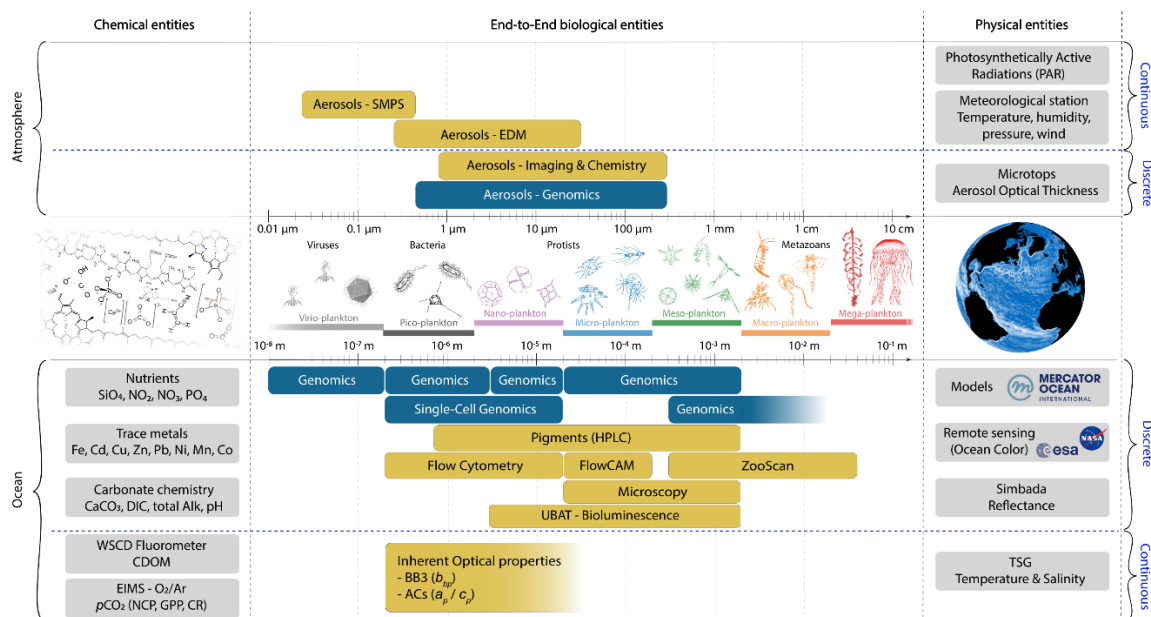 Chemical entities
End-to-End biological entities
Physical entities
Atmosphere
Aerosols - SMPS
Aerosols - EDM
Aerosols - Imaging & Chemistry
Aerosols - Genomics
Photosynthetically Active
Radiations (PAR)
Meteorological station
Temperature, humidity,
pressure, wind
Microtops
Aerosol Optical Thickness
Continuous
Discrete
0.01 µm 0.1 µm 1 µm 10 µm 100 µm 1 mm 1 cm 10 cm
Viruses Bacteria Protists Metazoans
Virio-plankton Pico-plankton Nano-plankton Micro-plankton Meso-plankton Macro-plankton Mega-plankton
10⁻⁸ m 10⁻⁷ m 10⁻⁶ m 10⁻⁵ m 10⁻⁴ m 10⁻³ m 10⁻² m 10⁻¹ m
Ocean
Nutrients
SiO₄, NO₂, NO₃, PO₄
Trace metals
Fe, Cd, Cu, Zn, Pb, Ni, Mn, Co
Carbonate chemistry
CaCO₃, DIC, total Alk, pH
WSCD Fluorometer
CDOM
EIMS - O₂/Ar
pCO₂ (NCP, GPP, CR)
Genomics Genomics Genomics Genomics
Single-Cell Genomics Genomics
Pigments (HPLC)
Flow Cytometry FlowCAM ZooScan
Microscopy
UBAT - Bioluminescence
Inherent Optical properties
- BB3 (b_bp)
- ACs (a_p / c_p)
Models
MERCATOR
OCEAN
INTERNATIONAL
Remote sensing
(Ocean Color)
esa
NASA
Simbada
Reflectance
TSG
Temperature & Salinity
Discrete
Continuous